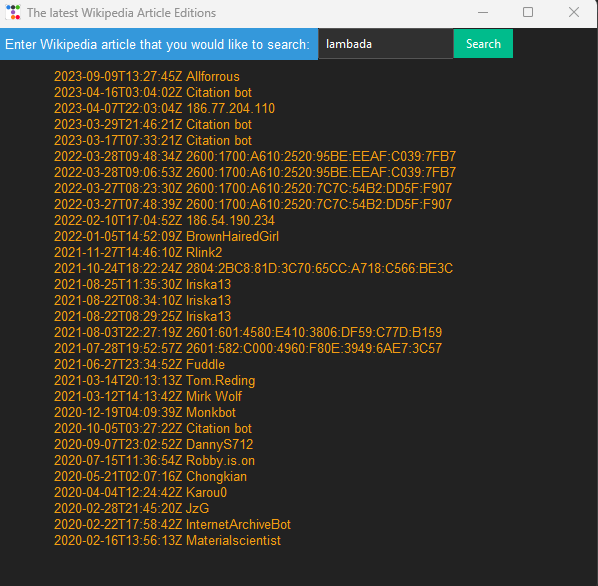 The latest Wikipedia Article Editions
Enter Wikipedia article that you would like to search: lambada Search
2023-09-09T13:27:45Z Allforrous
2023-04-16T03:04:02Z Citation bot
2023-04-07T22:03:04Z 186.77.204.110
2023-03-29T21:46:21Z Citation bot
2023-03-17T07:33:21Z Citation bot
2022-03-28T09:48:34Z 2600:1700:A610:2520:95BE:EEAF:C039:7FB7
2022-03-28T09:06:53Z 2600:1700:A610:2520:95BE:EEAF:C039:7FB7
2022-03-27T08:23:30Z 2600:1700:A610:2520:7C7C:54B2:DD5F:F907
2022-03-27T07:48:39Z 2600:1700:A610:2520:7C7C:54B2:DD5F:F907
2022-02-10T17:04:52Z 186.54.190.234
2022-01-05T14:52:09Z BrownHairedGirl
2021-11-27T14:46:10Z Rlink2
2021-10-24T18:22:24Z 2804:2BC8:81D:3C70:65CC:A718:C566:BE3C
2021-08-25T11:35:30Z Iriska13
2021-08-22T08:34:10Z Iriska13
2021-08-22T08:29:25Z Iriska13
2021-08-03T22:27:19Z 2601:601:4580:E410:3806:DF59:C77D:B159
2021-07-28T19:52:57Z 2601:582:C000:4960:F80E:3949:6AE7:3C57
2021-06-27T23:34:52Z Fuddle
2021-03-14T20:13:13Z Tom.Reding
2021-03-12T14:13:42Z Mirk Wolf
2020-12-19T04:09:39Z Monkbot
2020-10-05T03:27:22Z Citation bot
2020-09-07T23:02:52Z DannyS712
2020-07-15T11:36:54Z Robby.is.on
2020-05-21T02:07:16Z Chongkian
2020-04-04T12:24:42Z Karou0
2020-02-28T21:45:20Z JzG
2020-02-22T17:58:42Z InternetArchiveBot
2020-02-16T13:56:13Z Materialscientist